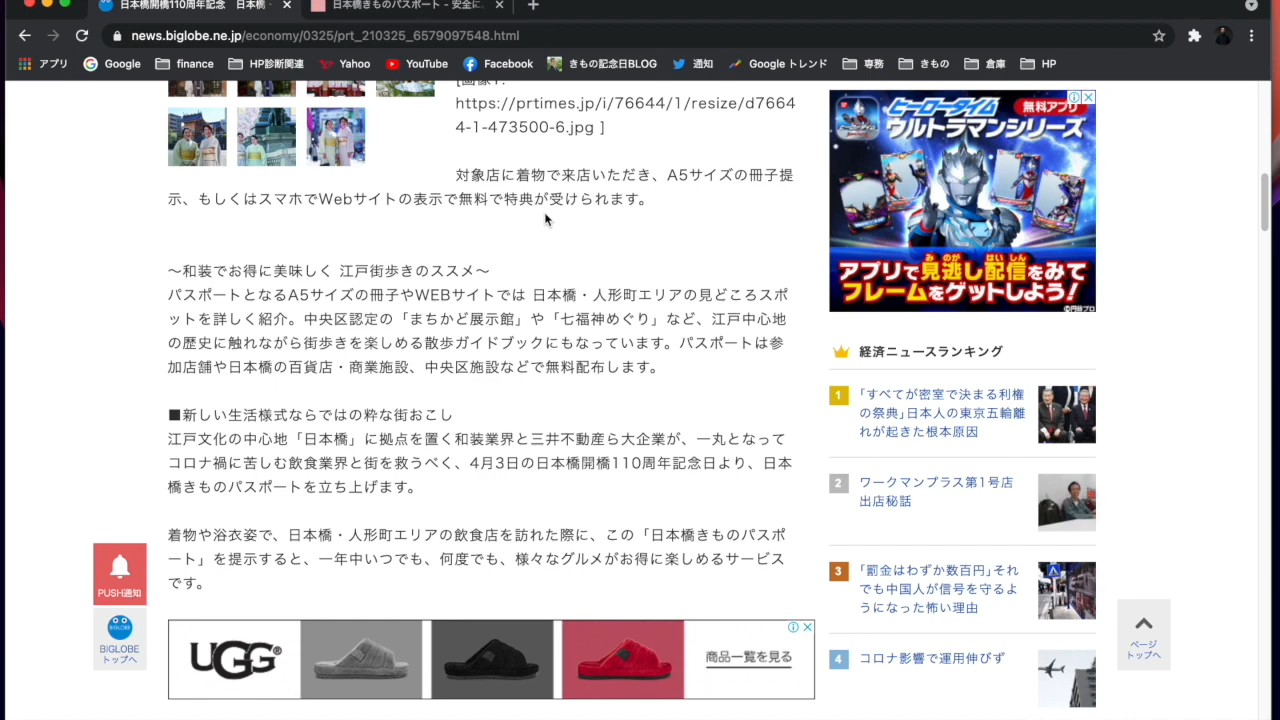 日本橋開橋110周年記念 日本橋
日本橋きものパスポート - 安全に
news.biglobe.ne.jp/economy/0325/prt_210325_6579097548.html
アプリ Google finance HP診断関連 Yahoo YouTube Facebook きもの記念日BLOG 通知 Google トレンド 専務 きもの 倉庫 HP
[画像1:
https://prtimes.jp/i/76644/1/resize/d7664
4-1-473500-6.jpg ]
対象店に着物で来店いただき、A5サイズの冊子提
示、もしくはスマホでWebサイトの表示で無料で特典が受けられます。
〜和装でお得に美味しく 江戸街歩きのススメ〜
パスポートとなるA5サイズの冊子やWEBサイトでは 日本橋・人形町エリアの見どころスポ
ットを詳しく紹介。中央区認定の「まちかど展示館」や「七福神めぐり」など、江戸中心地
の歴史に触れながら街歩きを楽しめる散歩ガイドブックにもなっています。パスポートは参
加店舗や日本橋の百貨店・商業施設、中央区施設などで無料配布します。
■新しい生活様式ならではの粋な街おこし
江戸文化の中心地「日本橋」に拠点を置く和装業界と三井不動産ら大企業が、一丸となって
コロナ禍に苦しむ飲食業界と街を救うべく、4月3日の日本橋開橋110周年記念日より、日本
橋きものパスポートを立ち上げます。
着物や浴衣姿で、日本橋・人形町エリアの飲食店を訪れた際に、この「日本橋きものパスポ
ート」を提示すると、一年中いつでも、何度でも、様々なグルメがお得に楽しめるサービス
です。
PUSH通知
BIGLOBE
BIGLOBE
トップへ
UGG®
商品一覧を見る
ヒーロータイム 無料アプリ
ウルトラマンシリーズ
アプリで見逃し配信をみて
みのが はいしん
フレームをゲットしよう!
©円谷プロ
経済ニュースランキング
1 「すべてが密室で決まる利権
の祭典」日本人の東京五輪離
れが起きた根本原因
2 ワークマンプラス第1号店
出店秘話
3 「罰金はわずか数百円」それ
でも中国人が信号を守るよ
うになった怖い理由
4 コロナ影響で運用伸びず
ページ
トップへ